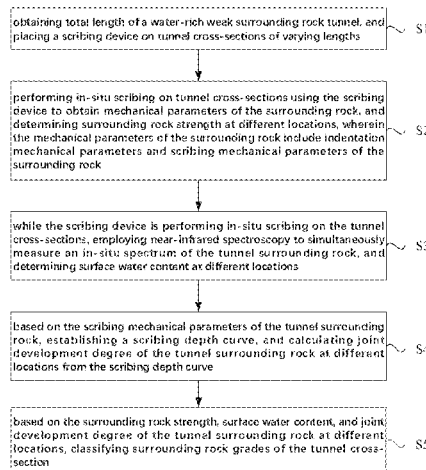 obtaining total length of a water-rich weak surrounding rock tunnel, and
placing a scribing device on tunnel cross-sections of varying lengths
S1
performing in-situ scribing on tunnel cross-sections using the scribing
device to obtain mechanical parameters of the surrounding rock, and
determining surrounding rock strength at different locations, wherein
the mechanical parameters of the surrounding rock include indentation
mechanical parameters and scribing mechanical parameters of the
surrounding rock
S2
while the scribing device is performing in-situ scribing on the tunnel
cross-sections, employing near-infrared spectroscopy to simultaneously
measure an in-situ spectrum of the tunnel surrounding rock, and
determining surface water content at different locations
S3
based on the scribing mechanical parameters of the tunnel surrounding
rock, establishing a scribing depth curve, and calculating joint
development degree of the tunnel surrounding rock at different
locations from the scribing depth curve
S4
based on the surrounding rock strength, surface water content, and joint
development degree of the tunnel surrounding rock at different
locations, classifying surrounding rock grades of the tunnel cross-
section
S5